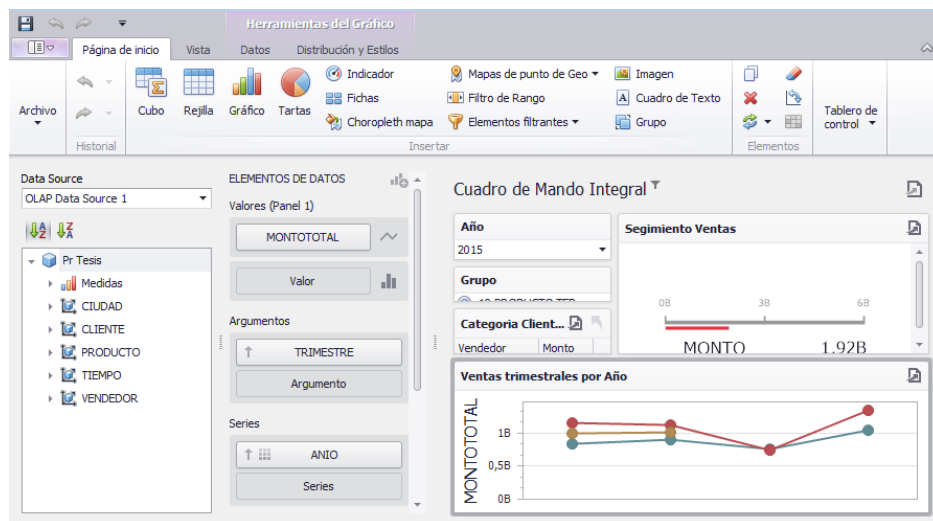 Herramientas del Gráfico
Página de inicio Vista Datos Distribución y Estilos
Archivo
Historial
Cubo Rejilla Gráfico Tartas
Indicador
Fichas
Choropleth mapa
Mapas de punto de Geo
Filtro de Rango
Elementos filtrantes
Imagen
Cuadro de Texto
Grupo
Insertar
Elementos
Tablero de
control
Data Source
OLAP Data Source 1
Pr Tesis
Medidas
CIUDAD
CLIENTE
PRODUCTO
TIEMPO
VENDEDOR
ELEMENTOS DE DATOS
Valores (Panel 1)
MONTOTOTAL
Valor
Argumentos
TRIMESTRE
Argumento
Series
ANIO
Series
Cuadro de Mando Integral
Año
2015
Grupo
Categoria Client...
Vendedor Monto
Segimiento Ventas
0B 3B 6B
MONTO 1.92B
Ventas trimestrales por Año
MONTOTOTAL
1B
0,5B
0B